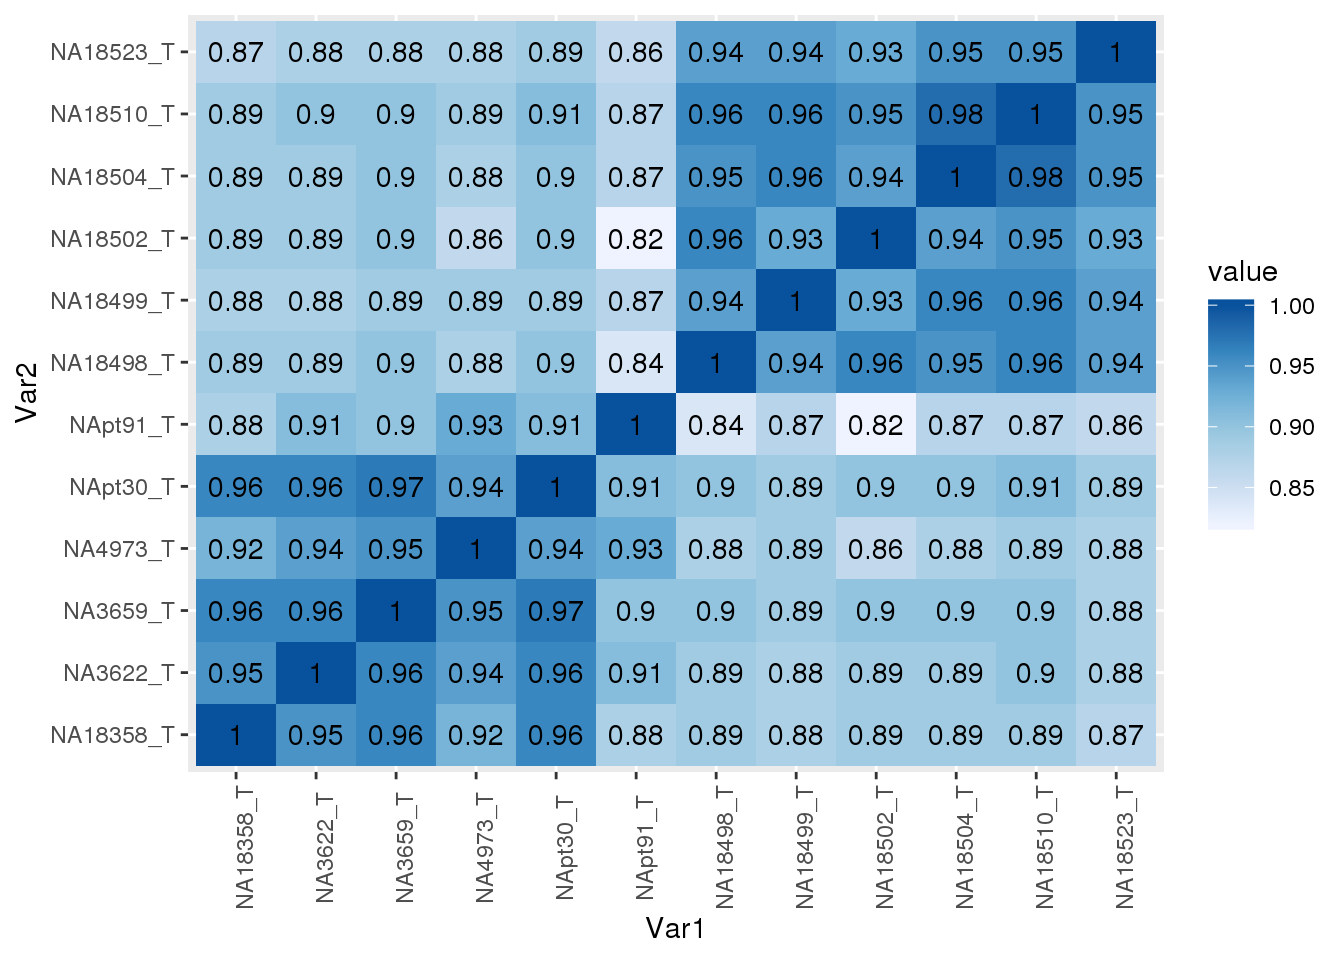 NA18523_T 0.87 0.88 0.88 0.88 0.89 0.86 0.94 0.94 0.93 0.95 0.95 1
NA18510_T 0.89 0.9 0.9 0.89 0.91 0.87 0.96 0.96 0.95 0.98 1 0.95
NA18504_T 0.89 0.89 0.9 0.88 0.9 0.87 0.95 0.96 0.94 1 0.98 0.95
NA18502_T 0.89 0.89 0.9 0.86 0.9 0.82 0.96 0.93 1 0.94 0.95 0.93
NA18499_T 0.88 0.88 0.89 0.89 0.89 0.87 0.94 1 0.93 0.96 0.96 0.94
NA18498_T 0.89 0.89 0.9 0.88 0.9 0.84 1 0.94 0.96 0.95 0.96 0.94
NApt91_T 0.88 0.91 0.9 0.93 0.91 1 0.84 0.87 0.82 0.87 0.87 0.86
NApt30_T 0.96 0.96 0.97 0.94 1 0.91 0.9 0.89 0.9 0.9 0.91 0.89
NA4973_T 0.92 0.94 0.95 1 0.94 0.93 0.88 0.89 0.86 0.88 0.89 0.88
NA3659_T 0.96 0.96 1 0.95 0.97 0.9 0.9 0.89 0.9 0.9 0.9 0.88
NA3622_T 0.95 1 0.96 0.94 0.96 0.91 0.89 0.88 0.89 0.89 0.9 0.88
NA18358_T 1 0.95 0.96 0.92 0.96 0.88 0.89 0.88 0.89 0.89 0.89 0.87
Var2
NA18358_T
NA3622_T
NA3659_T
NA4973_T
NApt30_T
NApt91_T
NA18498_T
NA18499_T
NA18502_T
NA18504_T
NA18510_T
NA18523_T
Var1
value
1.00
0.95
0.90
0.85